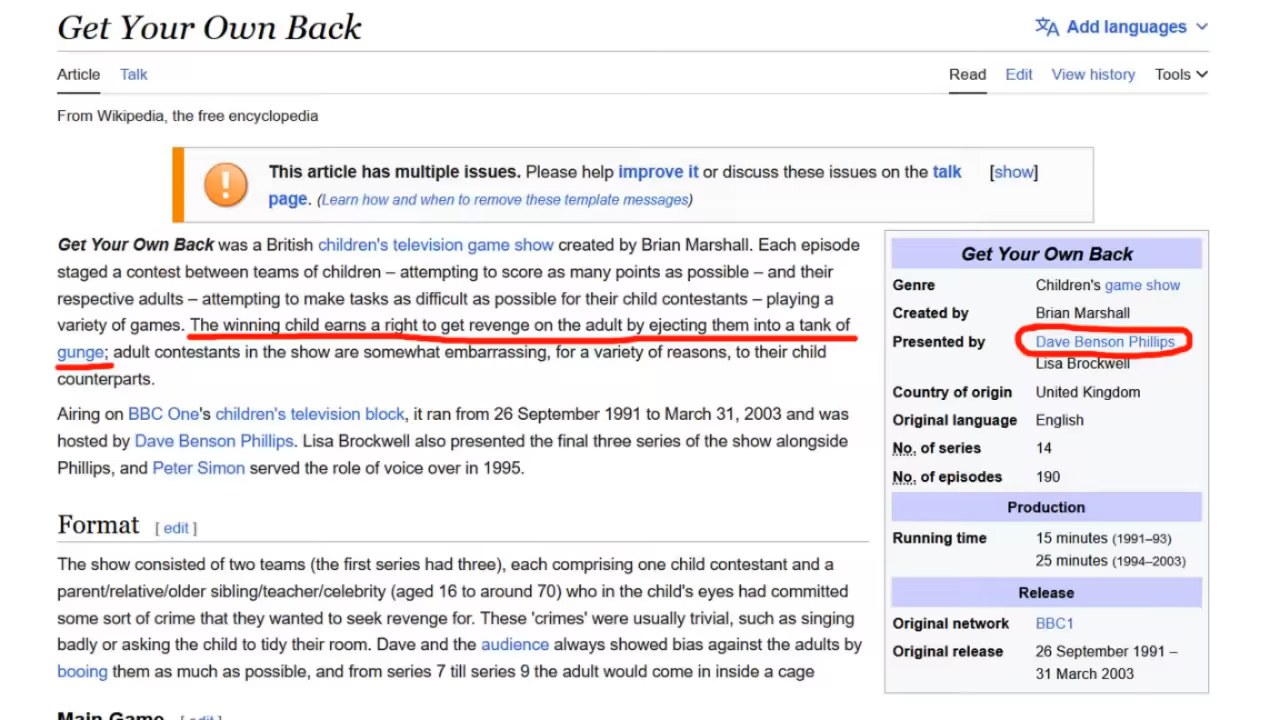 Get Your Own Back
Add languages
Article Talk
Read Edit View history Tools
From Wikipedia, the free encyclopedia
This article has multiple issues. Please help improve it or discuss these issues on the talk [show]
page. (Learn how and when to remove these template messages)
Get Your Own Back was a British children's television game show created by Brian Marshall. Each episode
staged a contest between teams of children – attempting to score as many points as possible – and their
respective adults – attempting to make tasks as difficult as possible for their child contestants – playing a
variety of games. The winning child earns a right to get revenge on the adult by ejecting them into a tank of
gunge; adult contestants in the show are somewhat embarrassing, for a variety of reasons, to their child
counterparts.
Airing on BBC One's children's television block, it ran from 26 September 1991 to March 31, 2003 and was
hosted by Dave Benson Phillips. Lisa Brockwell also presented the final three series of the show alongside
Phillips, and Peter Simon served the role of voice over in 1995.
Format [ edit ]
The show consisted of two teams (the first series had three), each comprising one child contestant and a
parent/relative/older sibling/teacher/celebrity (aged 16 to around 70) who in the child's eyes had committed
some sort of crime that they wanted to seek revenge for. These 'crimes' were usually trivial, such as singing
badly or asking the child to tidy their room. Dave and the audience always showed bias against the adults by
booing them as much as possible, and from series 7 till series 9 the adult would come in inside a cage
Main Game [ edit ]
Get Your Own Back
Genre Children's game show
Created by Brian Marshall
Presented by Dave Benson Phillips
Lisa Brockwell
Country of origin United Kingdom
Original language English
No. of series 14
No. of episodes 190
Production
Running time 15 minutes (1991–93)
25 minutes (1994–2003)
Release
Original network BBC1
Original release 26 September 1991 –
31 March 2003